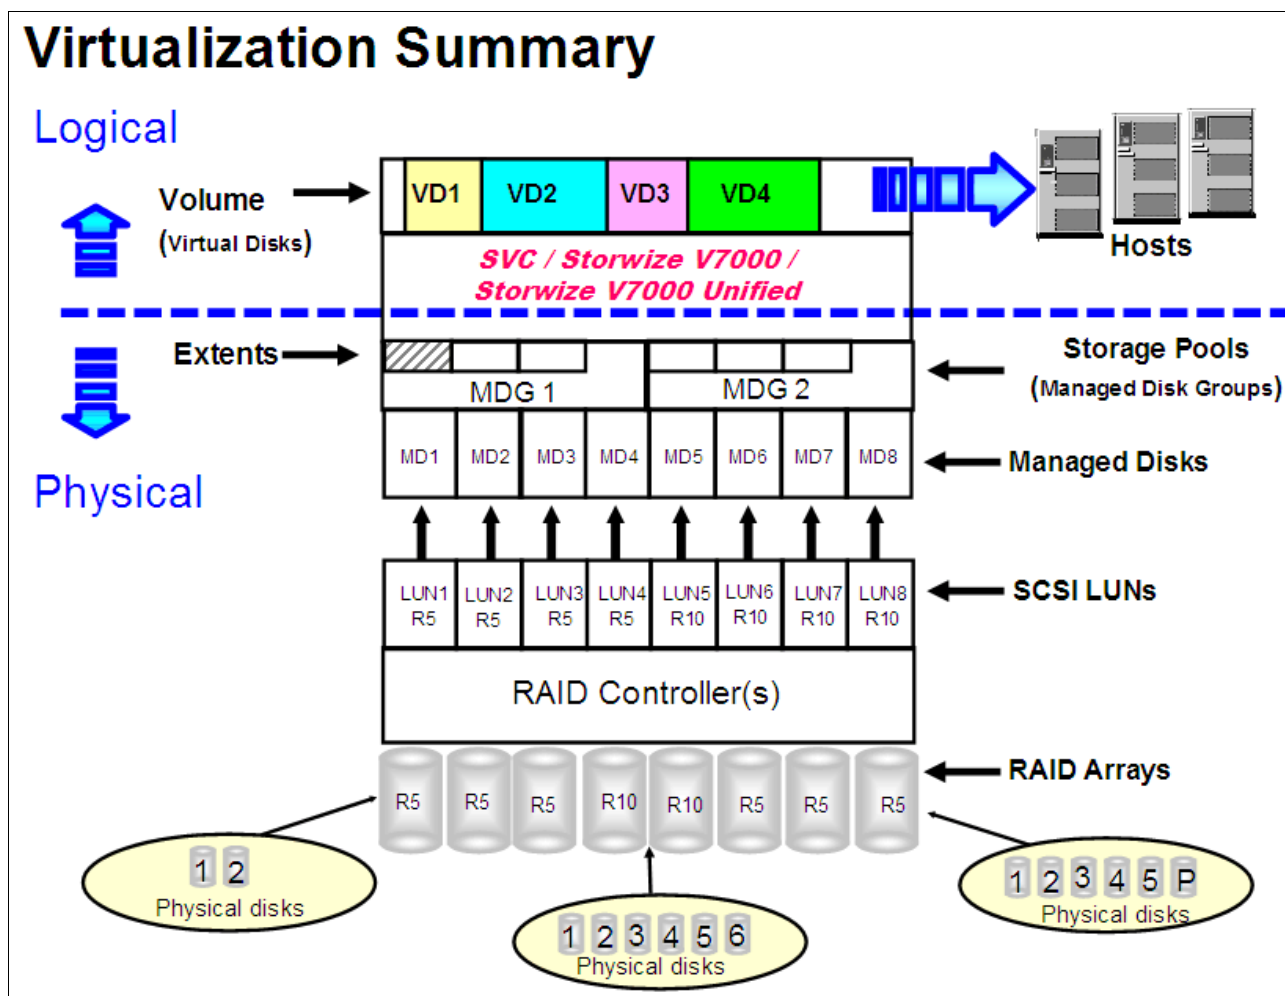 Virtualization Summary
Logical
Volume
(Virtual Disks)
VD1 VD2 VD3 VD4
Hosts
SVC / Storwize V7000 /
Storwize V7000 Unified
Extents
Storage Pools
(Managed Disk Groups)
MDG 1 MDG 2
Physical
MD1 MD2 MD3 MD4 MD5 MD6 MD7 MD8
Managed Disks
LUN1 LUN2 LUN3 LUN4 LUN5 LUN6 LUN7 LUN8
R5 R5 R5 R5 R10 R10 R10 R10
SCSI LUNs
RAID Controller(s)
RAID Arrays
R5 R5 R5 R10 R10 R5 R5 R5
1 2
Physical disks
1 2 3 4 5 6
Physical disks
1 2 3 4 5 P
Physical disks